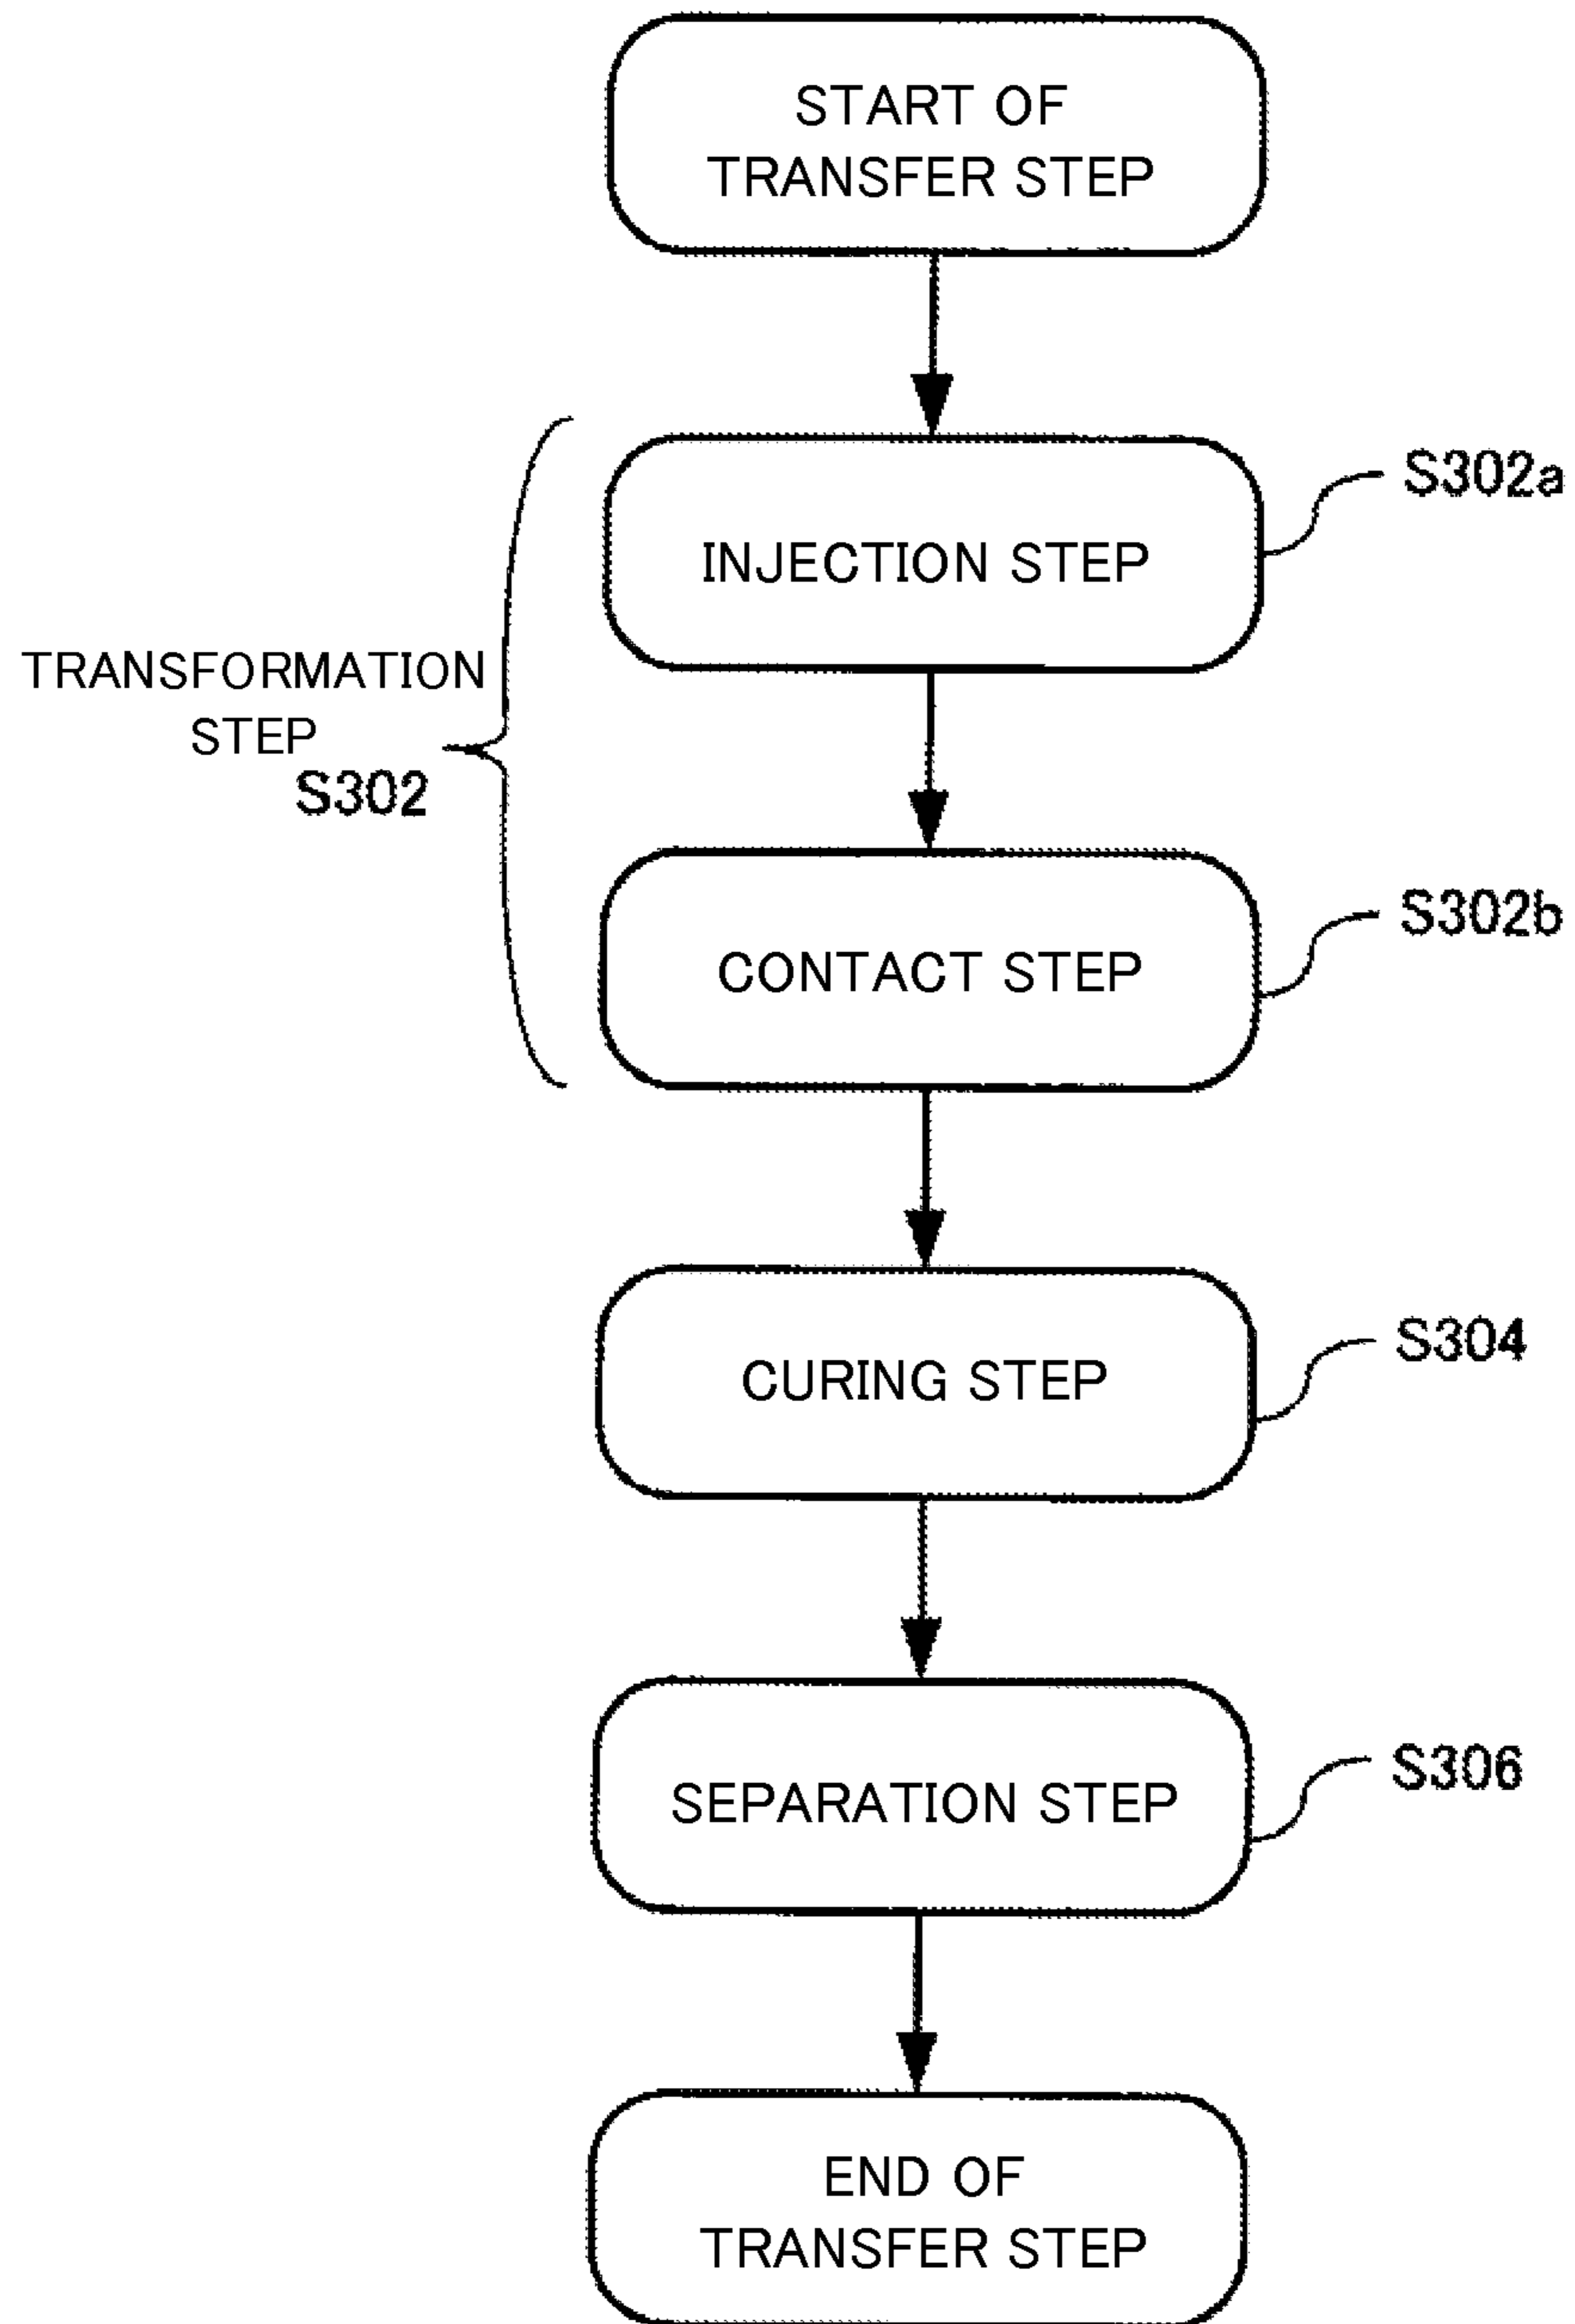 START OF
TRANSFER STEP
S302a
INJECTION STEP
TRANSFORMATION
STEP
S302
S302b
CONTACT STEP
S304
CURING STEP
S306
SEPARATION STEP
END OF
TRANSFER STEP